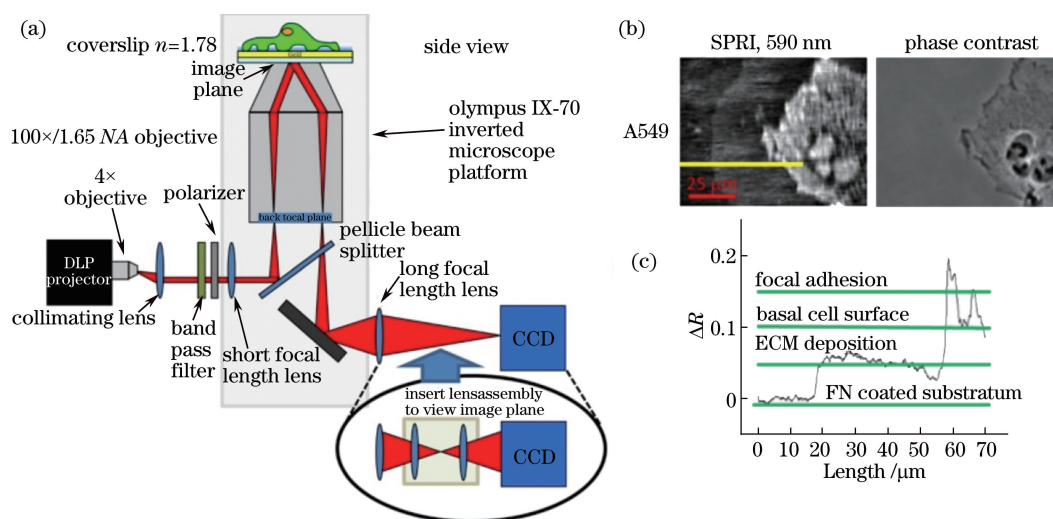 (a)
coverslip n=1.78
side view
image
plane
100×/1.65 NA objective
olympus IX-70
inverted
microscope
platform
4×
objective
polarizer
back focal plane
pellicle beam
splitter
DLP
projector
long focal
length lens
collimating lens
band
pass
filter
short focal
length lens
CCD
insert lensassembly
to view image plane
CCD
(b)
SPRI, 590 nm
phase contrast
A549
25 μm
(c)
ΔR
0.2
0.1
0
focal adhesion
basal cell surface
ECM deposition
FN coated substratum
0 10 20 30 40 50 60 70
Length /μm